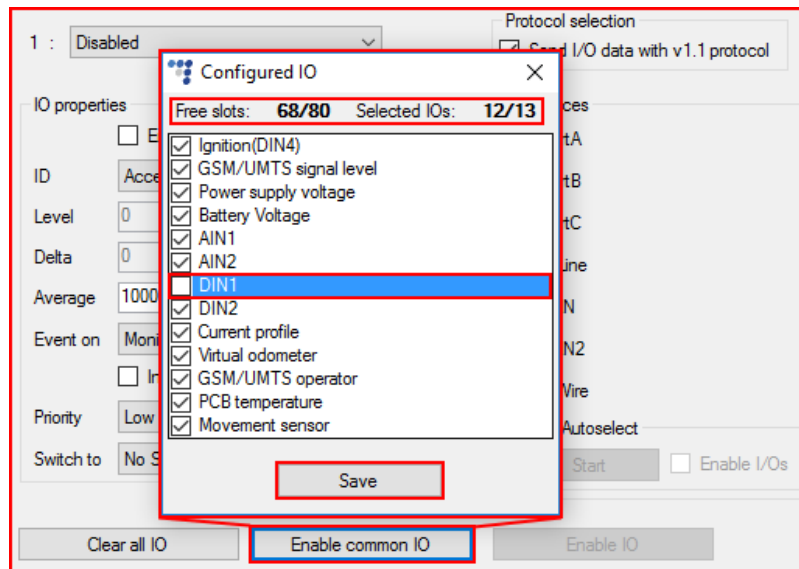 Protocol selection
1 : Disabled
I/O data with v1.1 protocol
Configured IO
IO properties
Free slots: 68/80 Selected IOs: 12/13
Ignition(DIN4)
GSM/UMTS signal level
ID
Power supply voltage
Battery Voltage
Level
0
AIN1
Delta
0
AIN2
DIN1
Average
1000
DIN2
Event on
Current profile
Virtual odometer
GSM/UMTS operator
PCB temperature
Priority
Low
Movement sensor
Autoselect
Switch to
No S
Start
Enable I/Os
Save
Clear all IO
Enable common IO
Enable IO